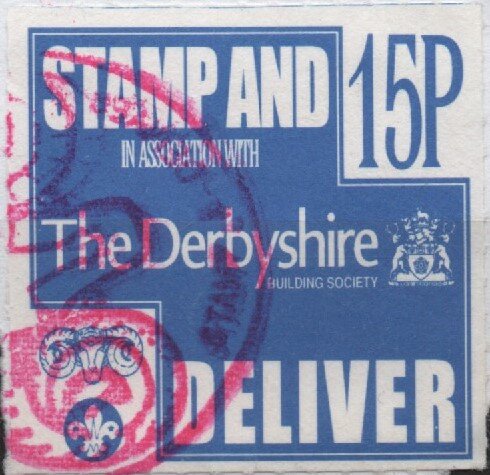 STAMP AND
15P
IN ASSOCIATION WITH
The Derbyshire
BUILDING SOCIETY
DELIVER